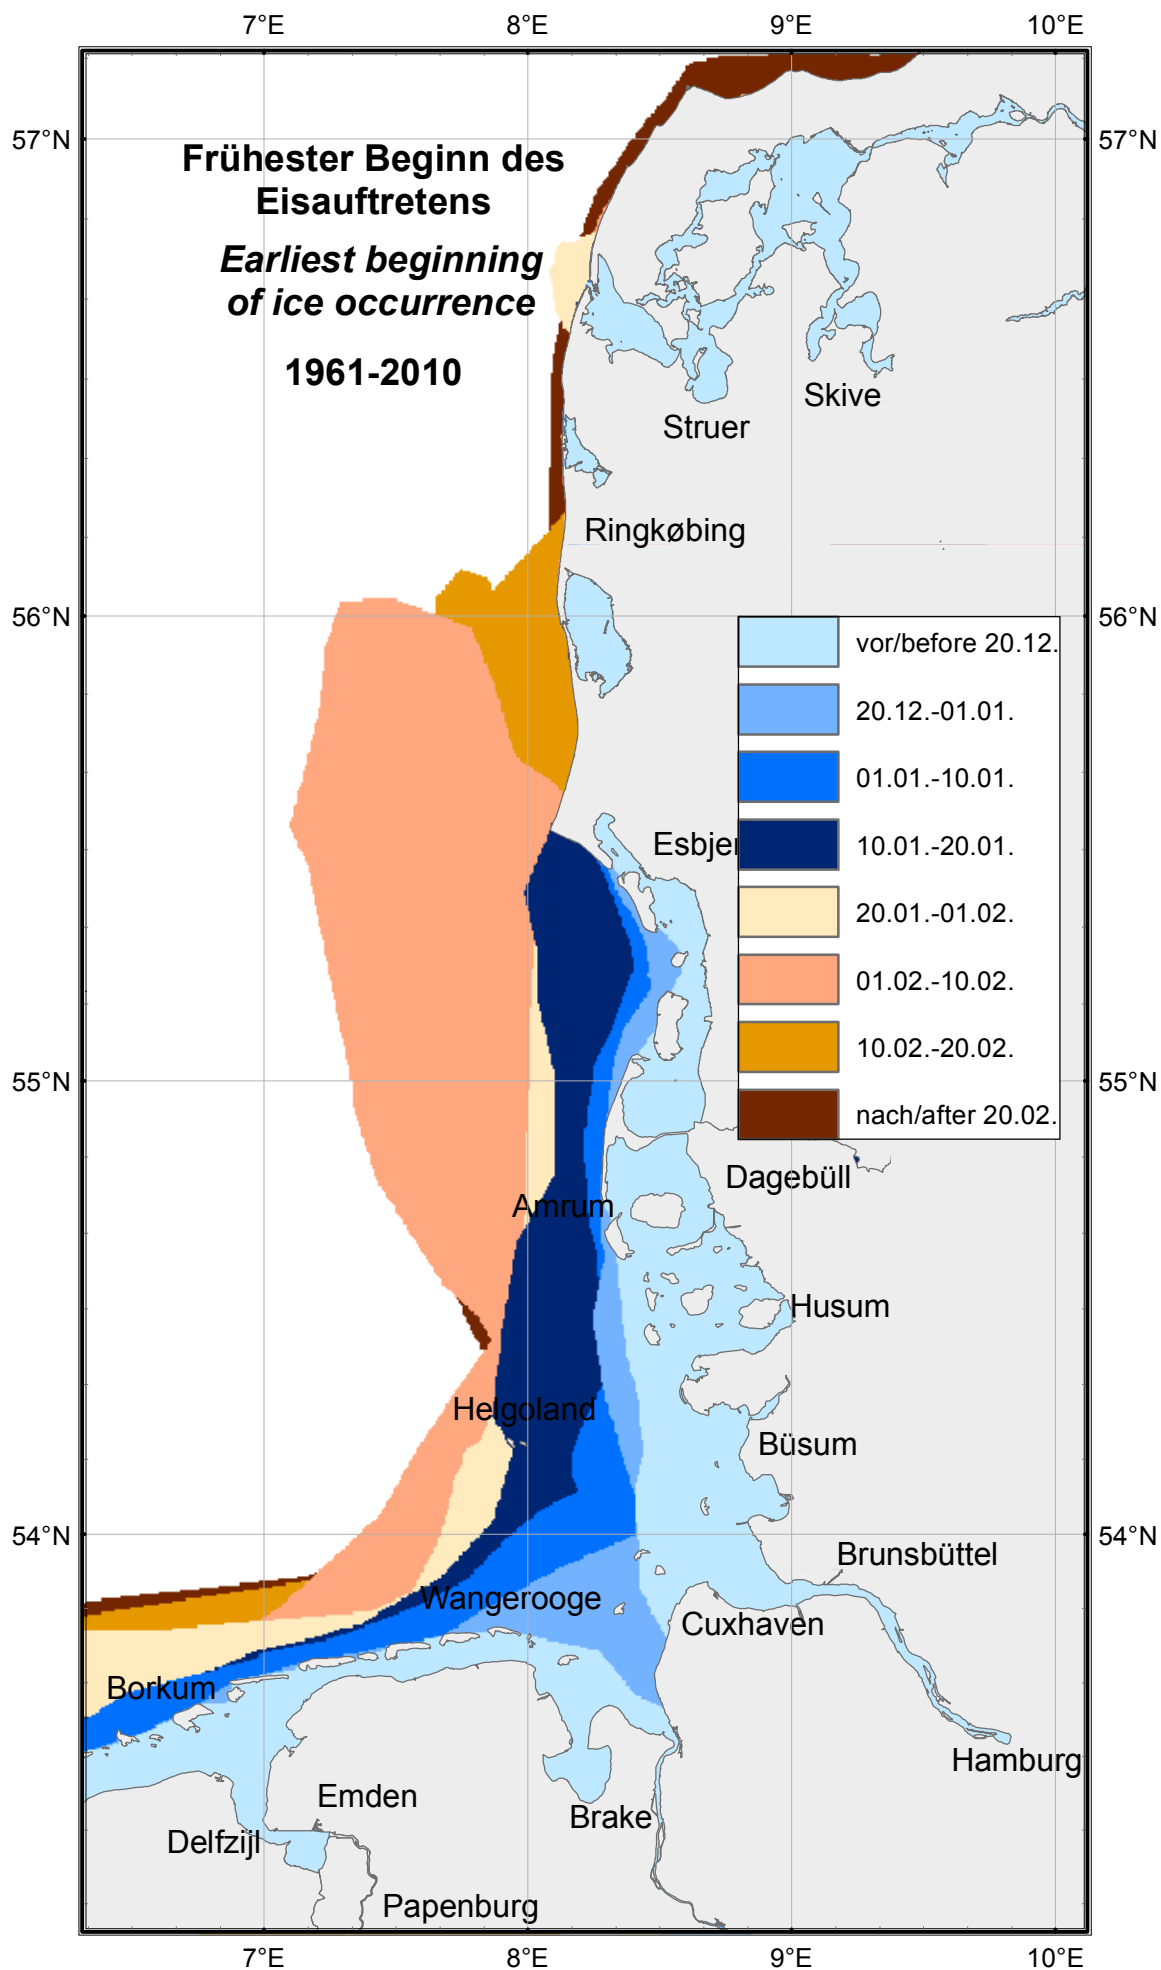 7°E 8°E 9°E 10°E
57°N 57°N
Frühester Beginn des
Eisauftretens
Earliest beginning
of ice occurrence
1961-2010
Skive
Struer
Ringkøbing
56°N 56°N
vor/before 20.12.
20.12.-01.01.
01.01.-10.01.
Esbjer
10.01.-20.01.
20.01.-01.02.
01.02.-10.02.
10.02.-20.02.
55°N 55°N
nach/after 20.02.
Dagebüll
Amrum
Husum
Helgoland
Büsum
54°N 54°N
Brunsbüttel
Wangerooge
Cuxhaven
Borkum
Hamburg
Emden
Brake
Delfzijl
Papenburg
7°E 8°E 9°E 10°E